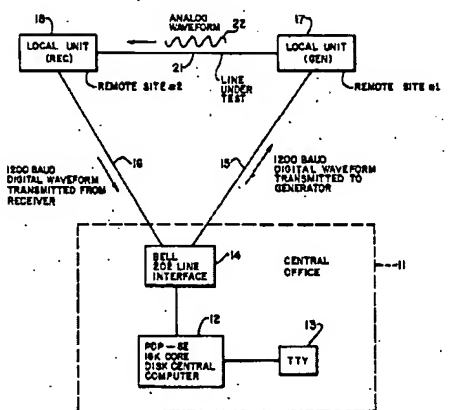 18
ANALOG
WAVEFORM
22
17
LOCAL UNIT
(REC)
LOCAL UNIT
(GEN)
21
LINE
UNDER
TEST
REMOTE SITE #2
REMOTE SITE #1
16
15
1200 BAUD
DIGITAL WAVEFORM
TRANSMITTED FROM
RECEIVER
1200 BAUD
DIGITAL WAVEFORM
TRANSMITTED TO
GENERATOR
BELL
202 LINE
INTERFACE
14
CENTRAL
OFFICE
11
12
PDP-8E
16K CORE
DISK CENTRAL
COMPUTER
13
TTY